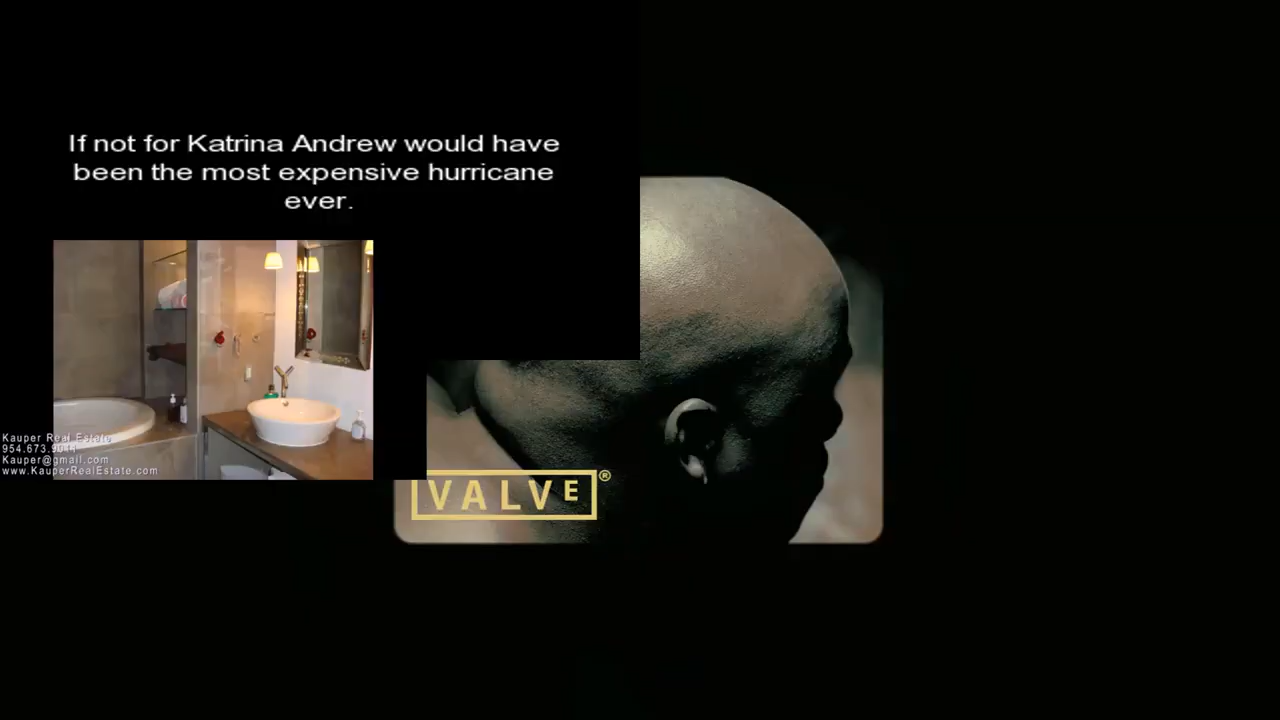 If not for Katrina Andrew would have
been the most expensive hurricane
ever.
Kauper Real Estate
Kauper@gmail.com
www.KauperRealEstate.com
VALVE®